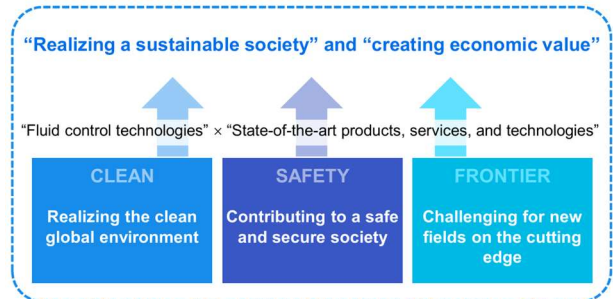 “Realizing a sustainable society” and “creating economic value”
“Fluid control technologies” × “State-of-the-art products, services, and technologies”
CLEAN
Realizing the clean
global environment
SAFETY
Contributing to a safe
and secure society
FRONTIER
Challenging for new
fields on the cutting
edge